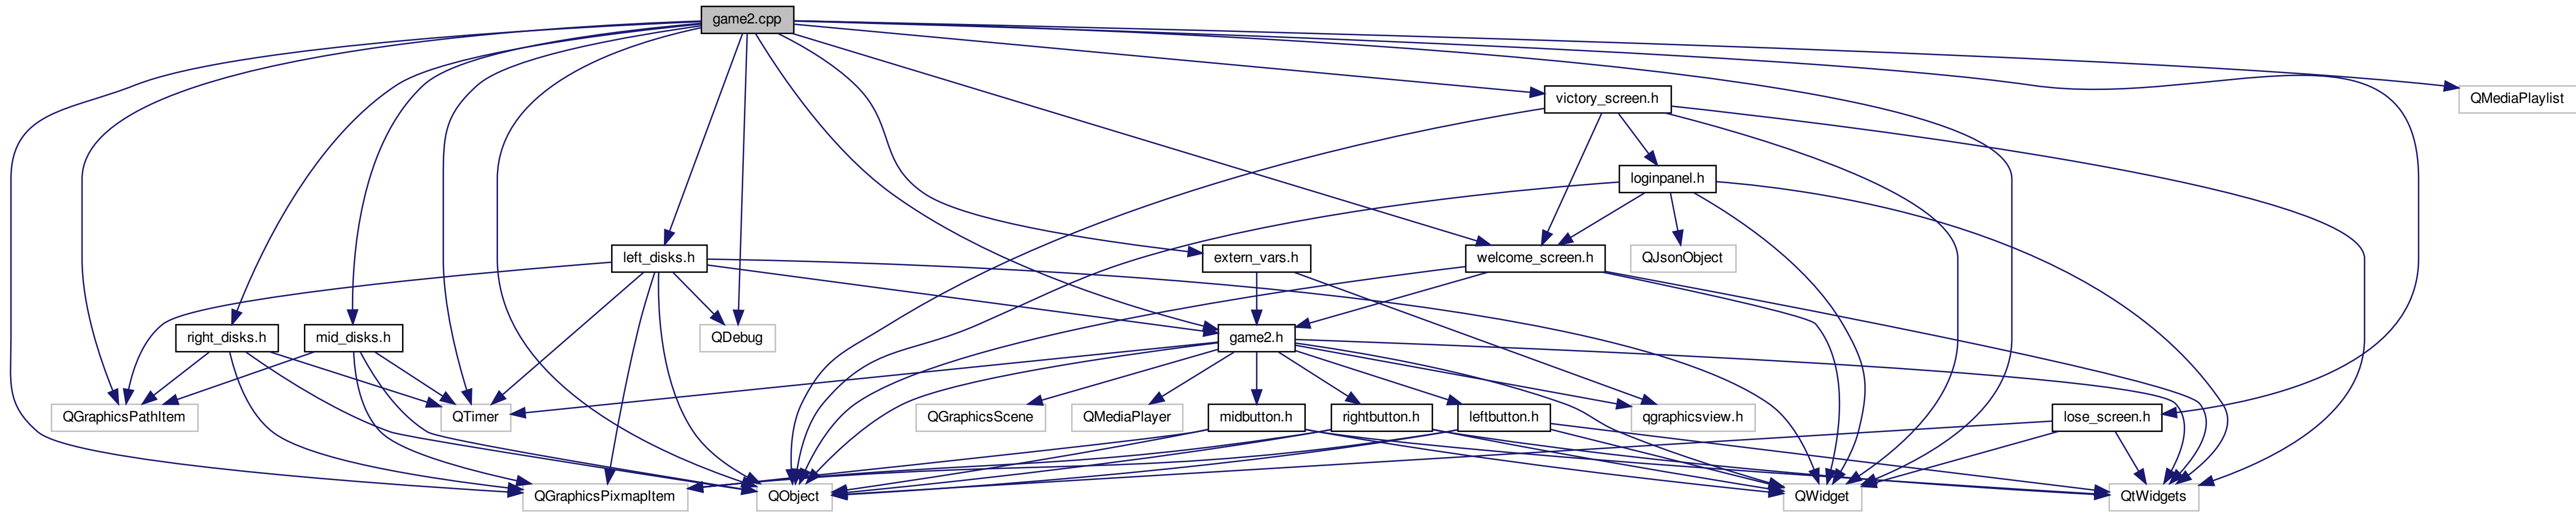 game2.cpp
victory_screen.h
QMediaPlaylist
loginpanel.h
left_disks.h
extern_vars.h
welcome_screen.h
QJsonObject
right_disks.h
mid_disks.h
QDebug
game2.h
QGraphicsPathItem
QTimer
QGraphicsScene
QMediaPlayer
midbutton.h
rightbutton.h
leftbutton.h
qgraphicsview.h
lose_screen.h
QGraphicsPixmapItem
QObject
QWidget
QtWidgets